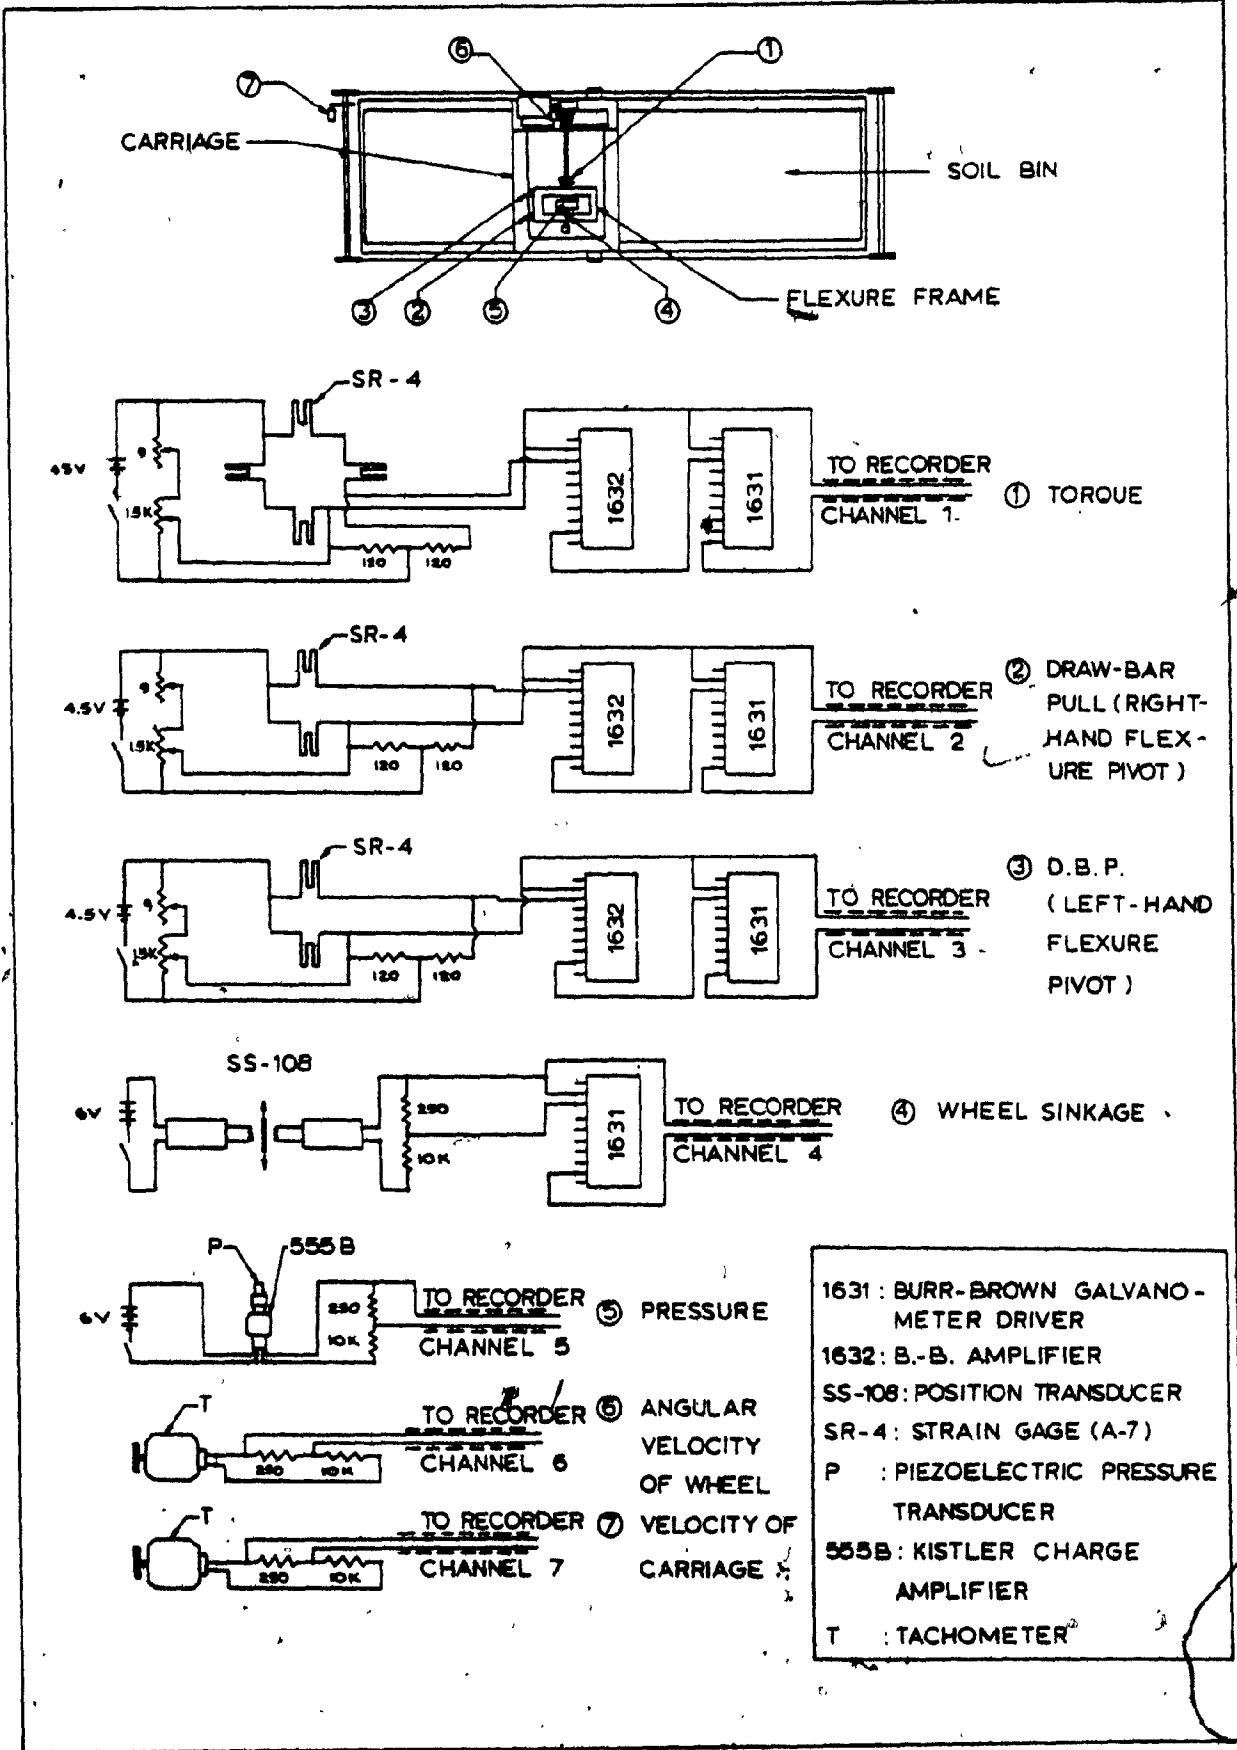 ⑥ ①
⑦
CARRIAGE
SOIL BIN
③ ② ⑤ ④ FLEXURE FRAME
SR-4
45V
9
1.5K
120 120
1632
1631
TO RECORDER
CHANNEL 1
① TORQUE
SR-4
4.5V
9
1.5K
120 120
1632
1631
TO RECORDER
CHANNEL 2
② DRAW-BAR
PULL (RIGHT-
HAND FLEX-
URE PIVOT)
SR-4
4.5V
9
1.5K
120 120
1632
1631
TO RECORDER
CHANNEL 3
③ D.B.P.
(LEFT-HAND
FLEXURE
PIVOT)
SS-108
6V
250
10K
1631
TO RECORDER
CHANNEL 4
④ WHEEL SINKAGE
P 555B
6V
250
10K
TO RECORDER
CHANNEL 5
⑤ PRESSURE
T
250 10K
TO RECORDER
CHANNEL 6
⑥ ANGULAR
VELOCITY
OF WHEEL
T
250 10K
TO RECORDER
CHANNEL 7
⑦ VELOCITY OF
CARRIAGE
1631: BURR-BROWN GALVANO-
METER DRIVER
1632: B.-B. AMPLIFIER
SS-108: POSITION TRANSDUCER
SR-4: STRAIN GAGE (A-7)
P : PIEZOELECTRIC PRESSURE
TRANSDUCER
555B: KISTLER CHARGE
AMPLIFIER
T : TACHOMETER